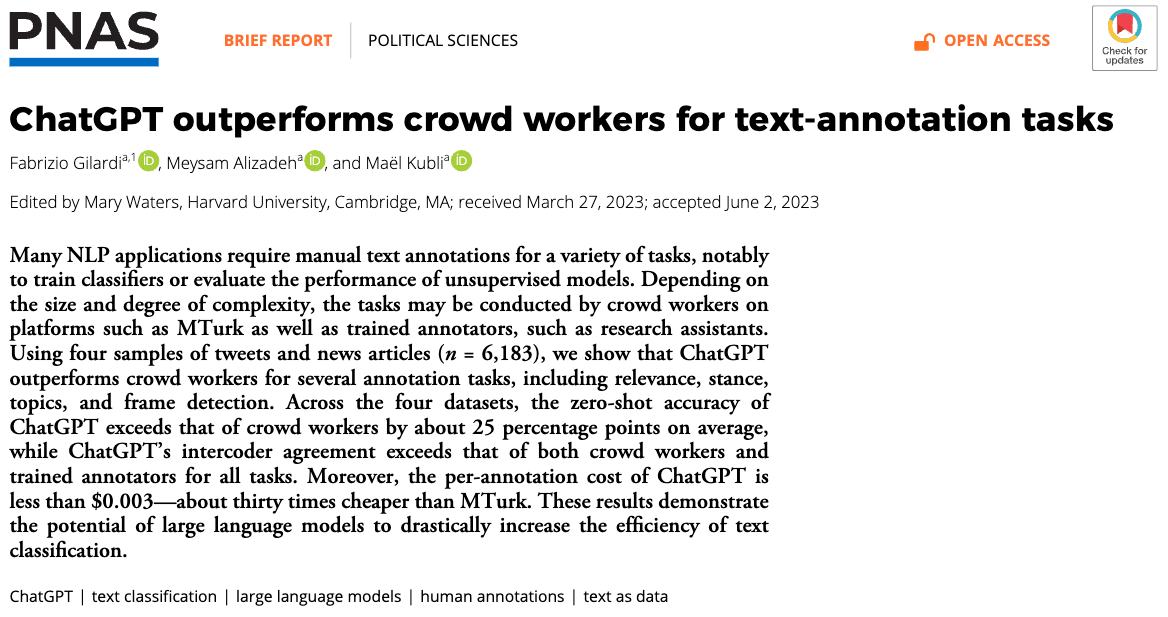 PNAS
BRIEF REPORT
POLITICAL SCIENCES
OPEN ACCESS
Check for
updates
ChatGPT outperforms crowd workers for text-annotation tasks
Fabrizio Gilardia,1 iD, Meysam Alizadeha iD, and Maël Kublia iD
Edited by Mary Waters, Harvard University, Cambridge, MA; received March 27, 2023; accepted June 2, 2023
Many NLP applications require manual text annotations for a variety of tasks, notably
to train classifiers or evaluate the performance of unsupervised models. Depending on
the size and degree of complexity, the tasks may be conducted by crowd workers on
platforms such as MTurk as well as trained annotators, such as research assistants.
Using four samples of tweets and news articles (n = 6,183), we show that ChatGPT
outperforms crowd workers for several annotation tasks, including relevance, stance,
topics, and frame detection. Across the four datasets, the zero-shot accuracy of
ChatGPT exceeds that of crowd workers by about 25 percentage points on average,
while ChatGPT’s intercoder agreement exceeds that of both crowd workers and
trained annotators for all tasks. Moreover, the per-annotation cost of ChatGPT is
less than $0.003—about thirty times cheaper than MTurk. These results demonstrate
the potential of large language models to drastically increase the efficiency of text
classification.
ChatGPT | text classification | large language models | human annotations | text as data